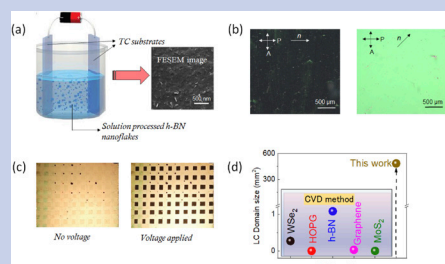 (a)
TC substrates
FESEM image
500 nm
Solution processed h-BN
nanoflakes
(b)
P
A
n
500 µm
P
A
n
500 µm
(c)
No voltage
Voltage applied
(d)
LC Domain size (mm²)
600
300
1
0
This work
CVD method
WSe₂
HOPG
h-BN
Graphene
MoS₂